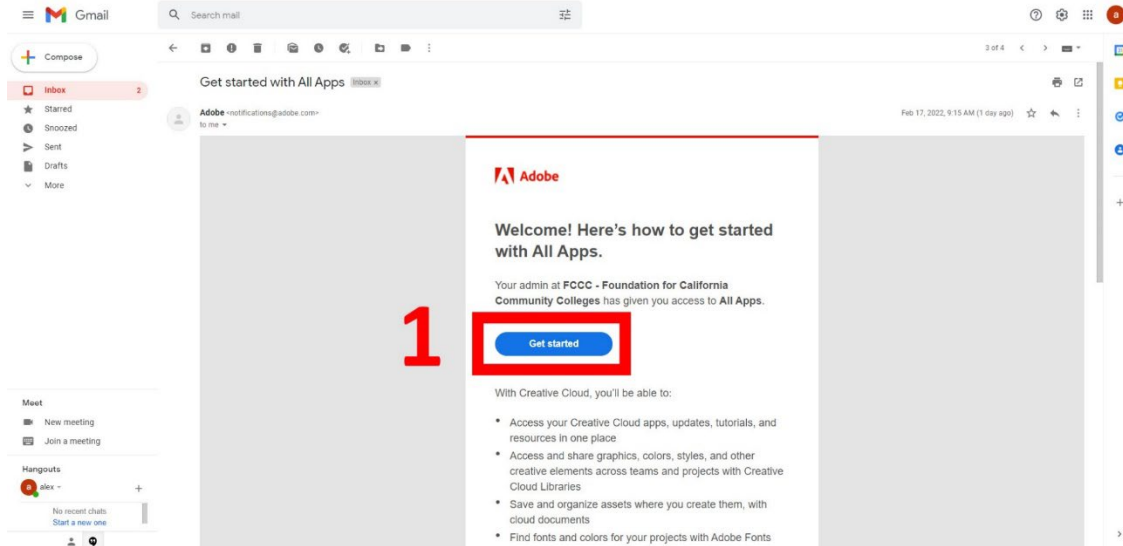 Gmail
Search mail
Compose
3 of 4
Inbox 2
Get started with All Apps Inbox x
Starred
Adobe <notifications@adobe.com>
Feb 17, 2022, 9:15 AM (1 day ago)
to me
Snoozed
Sent
Drafts
More
Adobe
Welcome! Here's how to get started
with All Apps.
Your admin at FCCC - Foundation for California
Community Colleges has given you access to All Apps.
1
Get started
With Creative Cloud, you'll be able to:
• Access your Creative Cloud apps, updates, tutorials, and
resources in one place
• Access and share graphics, colors, styles, and other
creative elements across teams and projects with Creative
Cloud Libraries
• Save and organize assets where you create them, with
cloud documents
• Find fonts and colors for your projects with Adobe Fonts
Meet
New meeting
Join a meeting
Hangouts
a alex
No recent chats
Start a new one
a